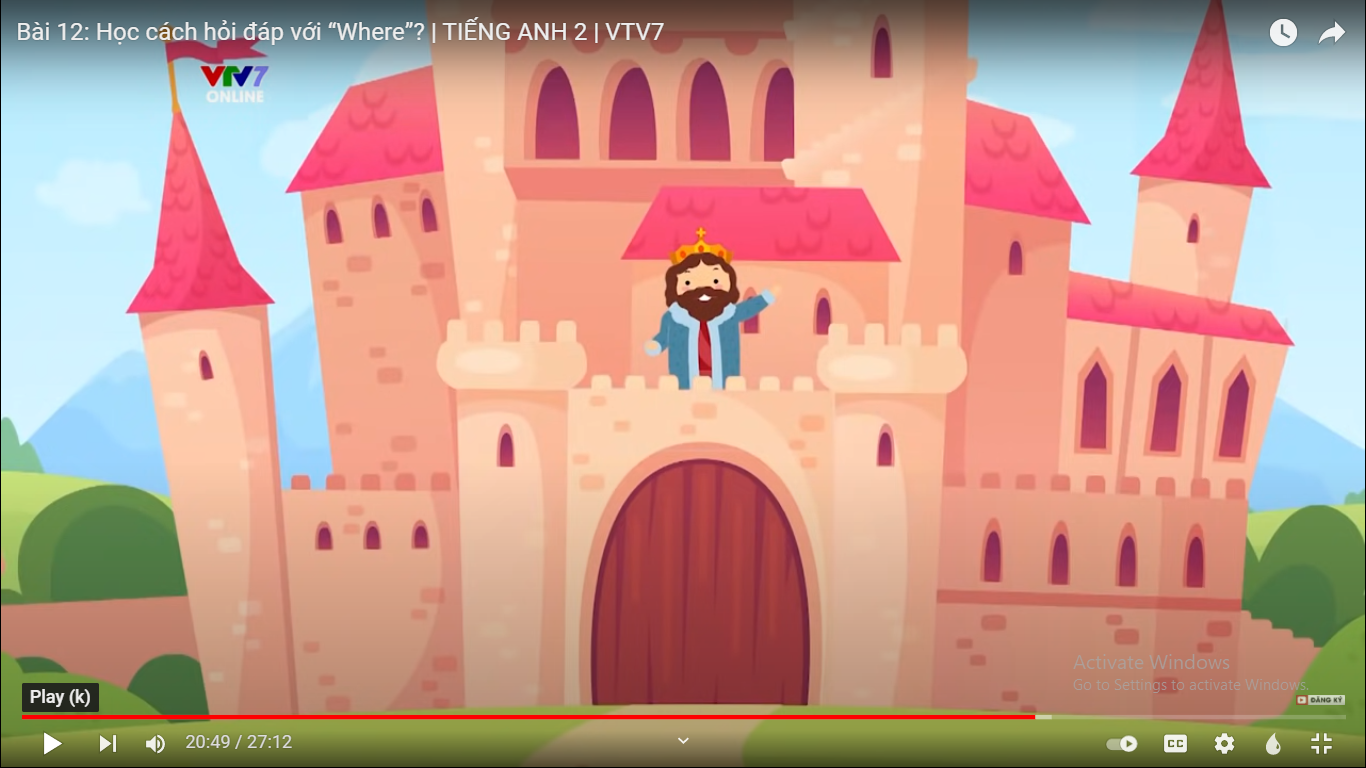 Bài 12: Học cách hỏi đáp với “Where”? | TIẾNG ANH 2 | VTV7
VTV7
ONLINE
Activate Windows
Go to Settings to activate Windows.
ĐĂNG KÝ
Play (k)
20:49 / 27:12
CC